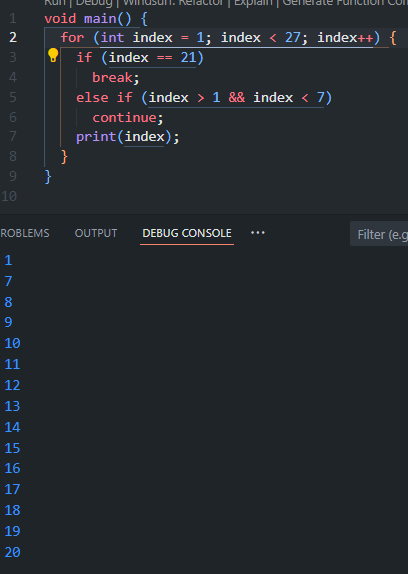 Run | Debug | Windsurf: Refactor | Explain | Generate Function Com
1 void main() {
2 for (int index = 1; index < 27; index++) {
3 if (index == 21)
4 break;
5 else if (index > 1 && index < 7)
6 continue;
7 print(index);
8 }
9 }
10
ROBLEMS OUTPUT DEBUG CONSOLE ··· Filter (e.g
1
7
8
9
10
11
12
13
14
15
16
17
18
19
20